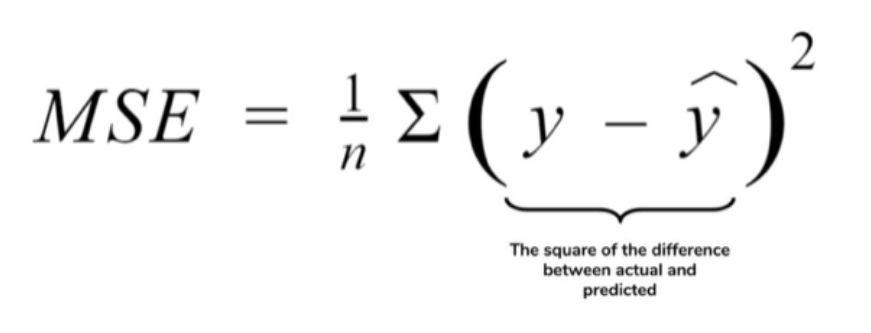 MSE = 1/n Σ (y − ŷ)²
The square of the difference
between actual and
predicted